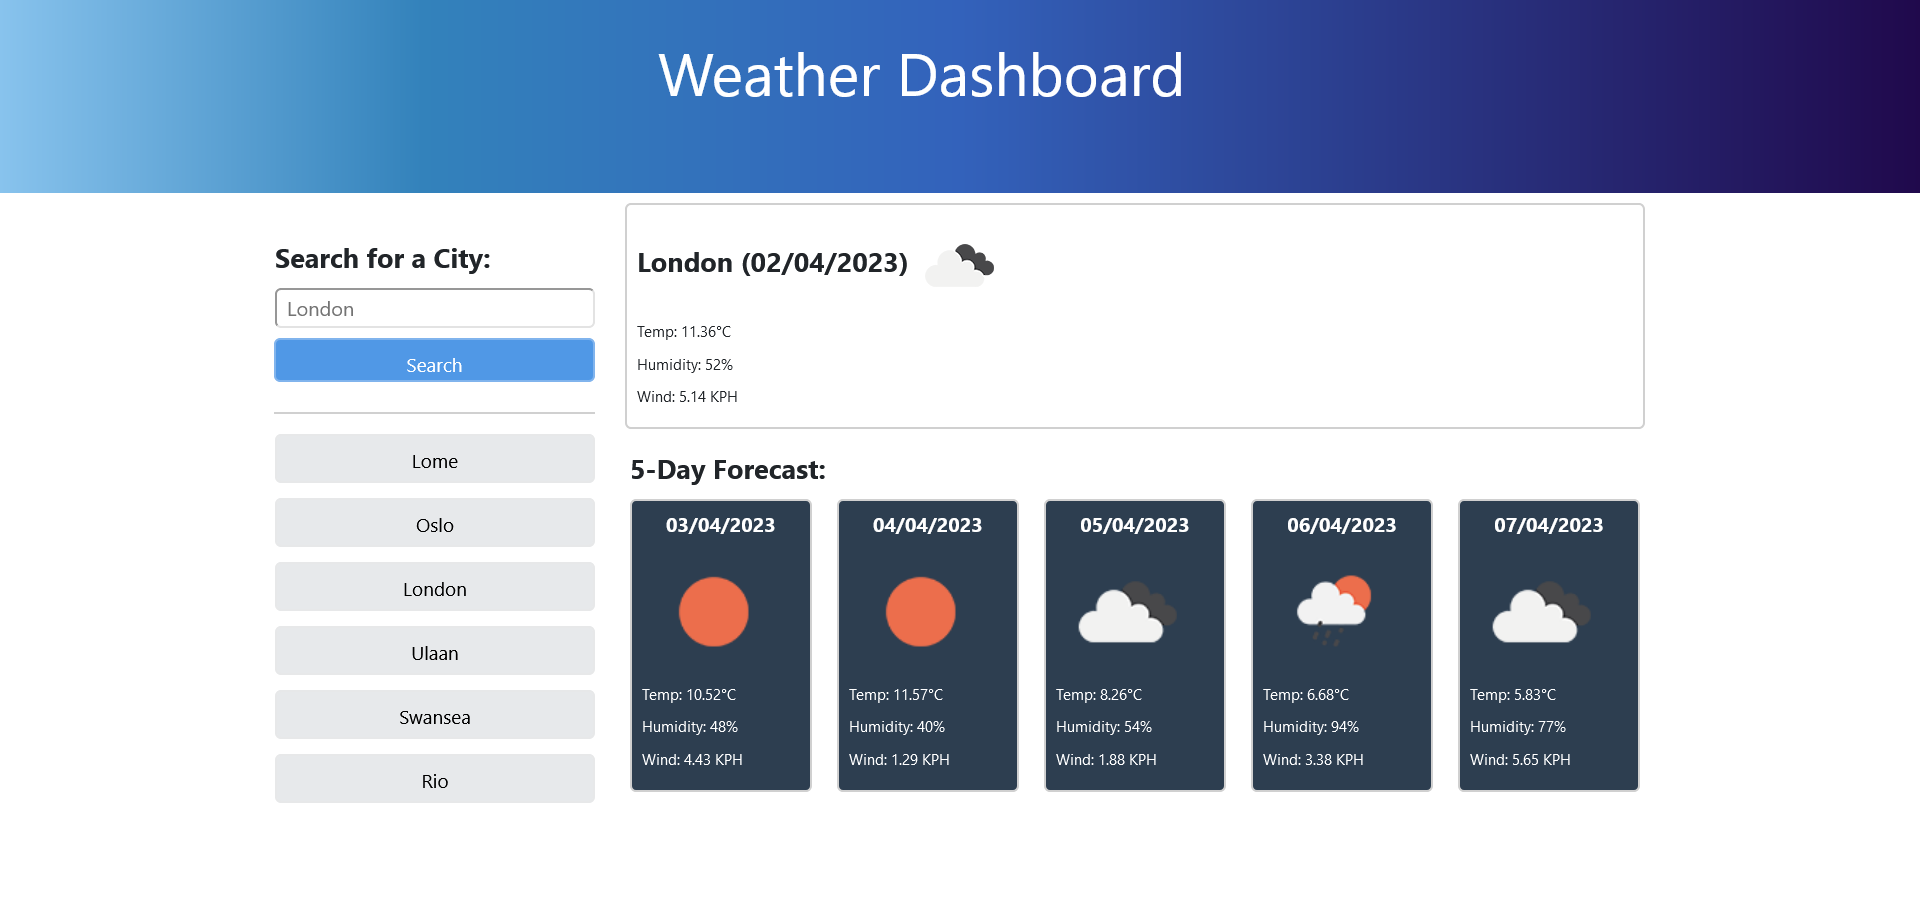 Weather Dashboard
Search for a City:
London
Search
Lome
Oslo
London
Ulaan
Swansea
Rio
London (02/04/2023)
Temp: 11.36°C
Humidity: 52%
Wind: 5.14 KPH
5-Day Forecast:
03/04/2023
Temp: 10.52°C
Humidity: 48%
Wind: 4.43 KPH
04/04/2023
Temp: 11.57°C
Humidity: 40%
Wind: 1.29 KPH
05/04/2023
Temp: 8.26°C
Humidity: 54%
Wind: 1.88 KPH
06/04/2023
Temp: 6.68°C
Humidity: 94%
Wind: 3.38 KPH
07/04/2023
Temp: 5.83°C
Humidity: 77%
Wind: 5.65 KPH